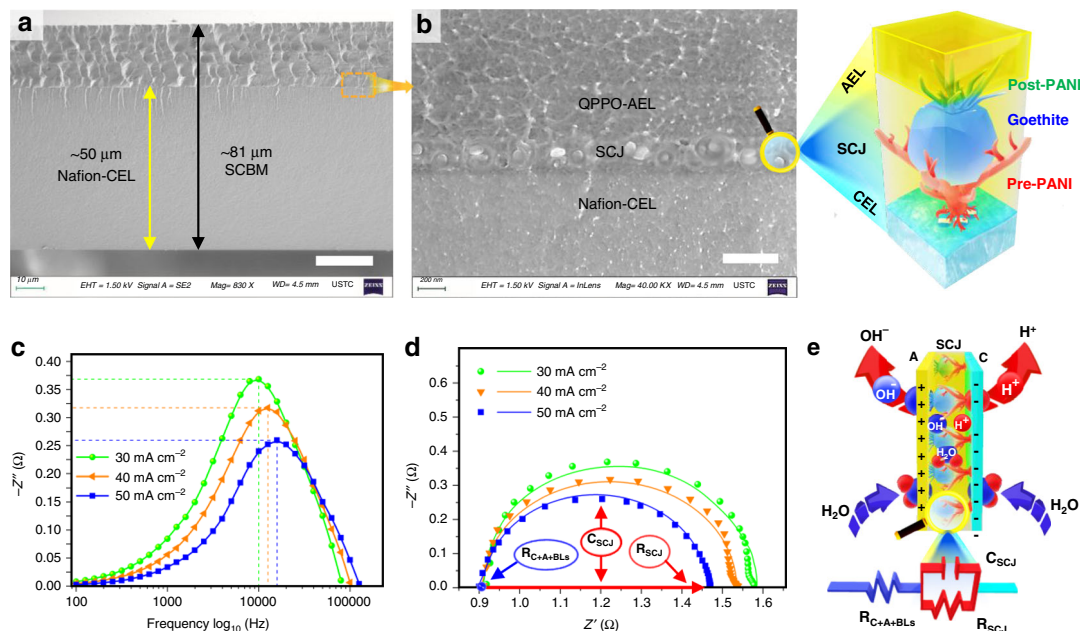 a
~50 μm
Nafion-CEL
~81 μm
SCBM
10 μm
EHT = 1.50 kV Signal A = SE2 Mag= 830 X WD= 4.5 mm USTC
ZEISS
b
QPPO-AEL
SCJ
Nafion-CEL
200 nm
EHT = 1.50 kV Signal A = InLens Mag= 40.00 KX WD= 4.5 mm USTC
ZEISS
AEL
SCJ
CEL
Post-PANI
Goethite
Pre-PANI
c
−Z″ (Ω)
0.40
0.35
0.30
0.25
0.20
0.15
0.10
0.05
0.00
30 mA cm⁻²
40 mA cm⁻²
50 mA cm⁻²
100 1000 10000 100000
Frequency log₁₀ (Hz)
d
−Z″ (Ω)
0.6
0.5
0.4
0.3
0.2
0.1
0.0
30 mA cm⁻²
40 mA cm⁻²
50 mA cm⁻²
R_C+A+BLs
C_SCJ
R_SCJ
0.9 1.0 1.1 1.2 1.3 1.4 1.5 1.6
Z′ (Ω)
e
OH⁻
H⁺
SCJ
A
C
OH⁻
H⁺
OH⁻
H⁺
H₂O
H₂O
H₂O
C_SCJ
R_C+A+BLs
R_SCJ